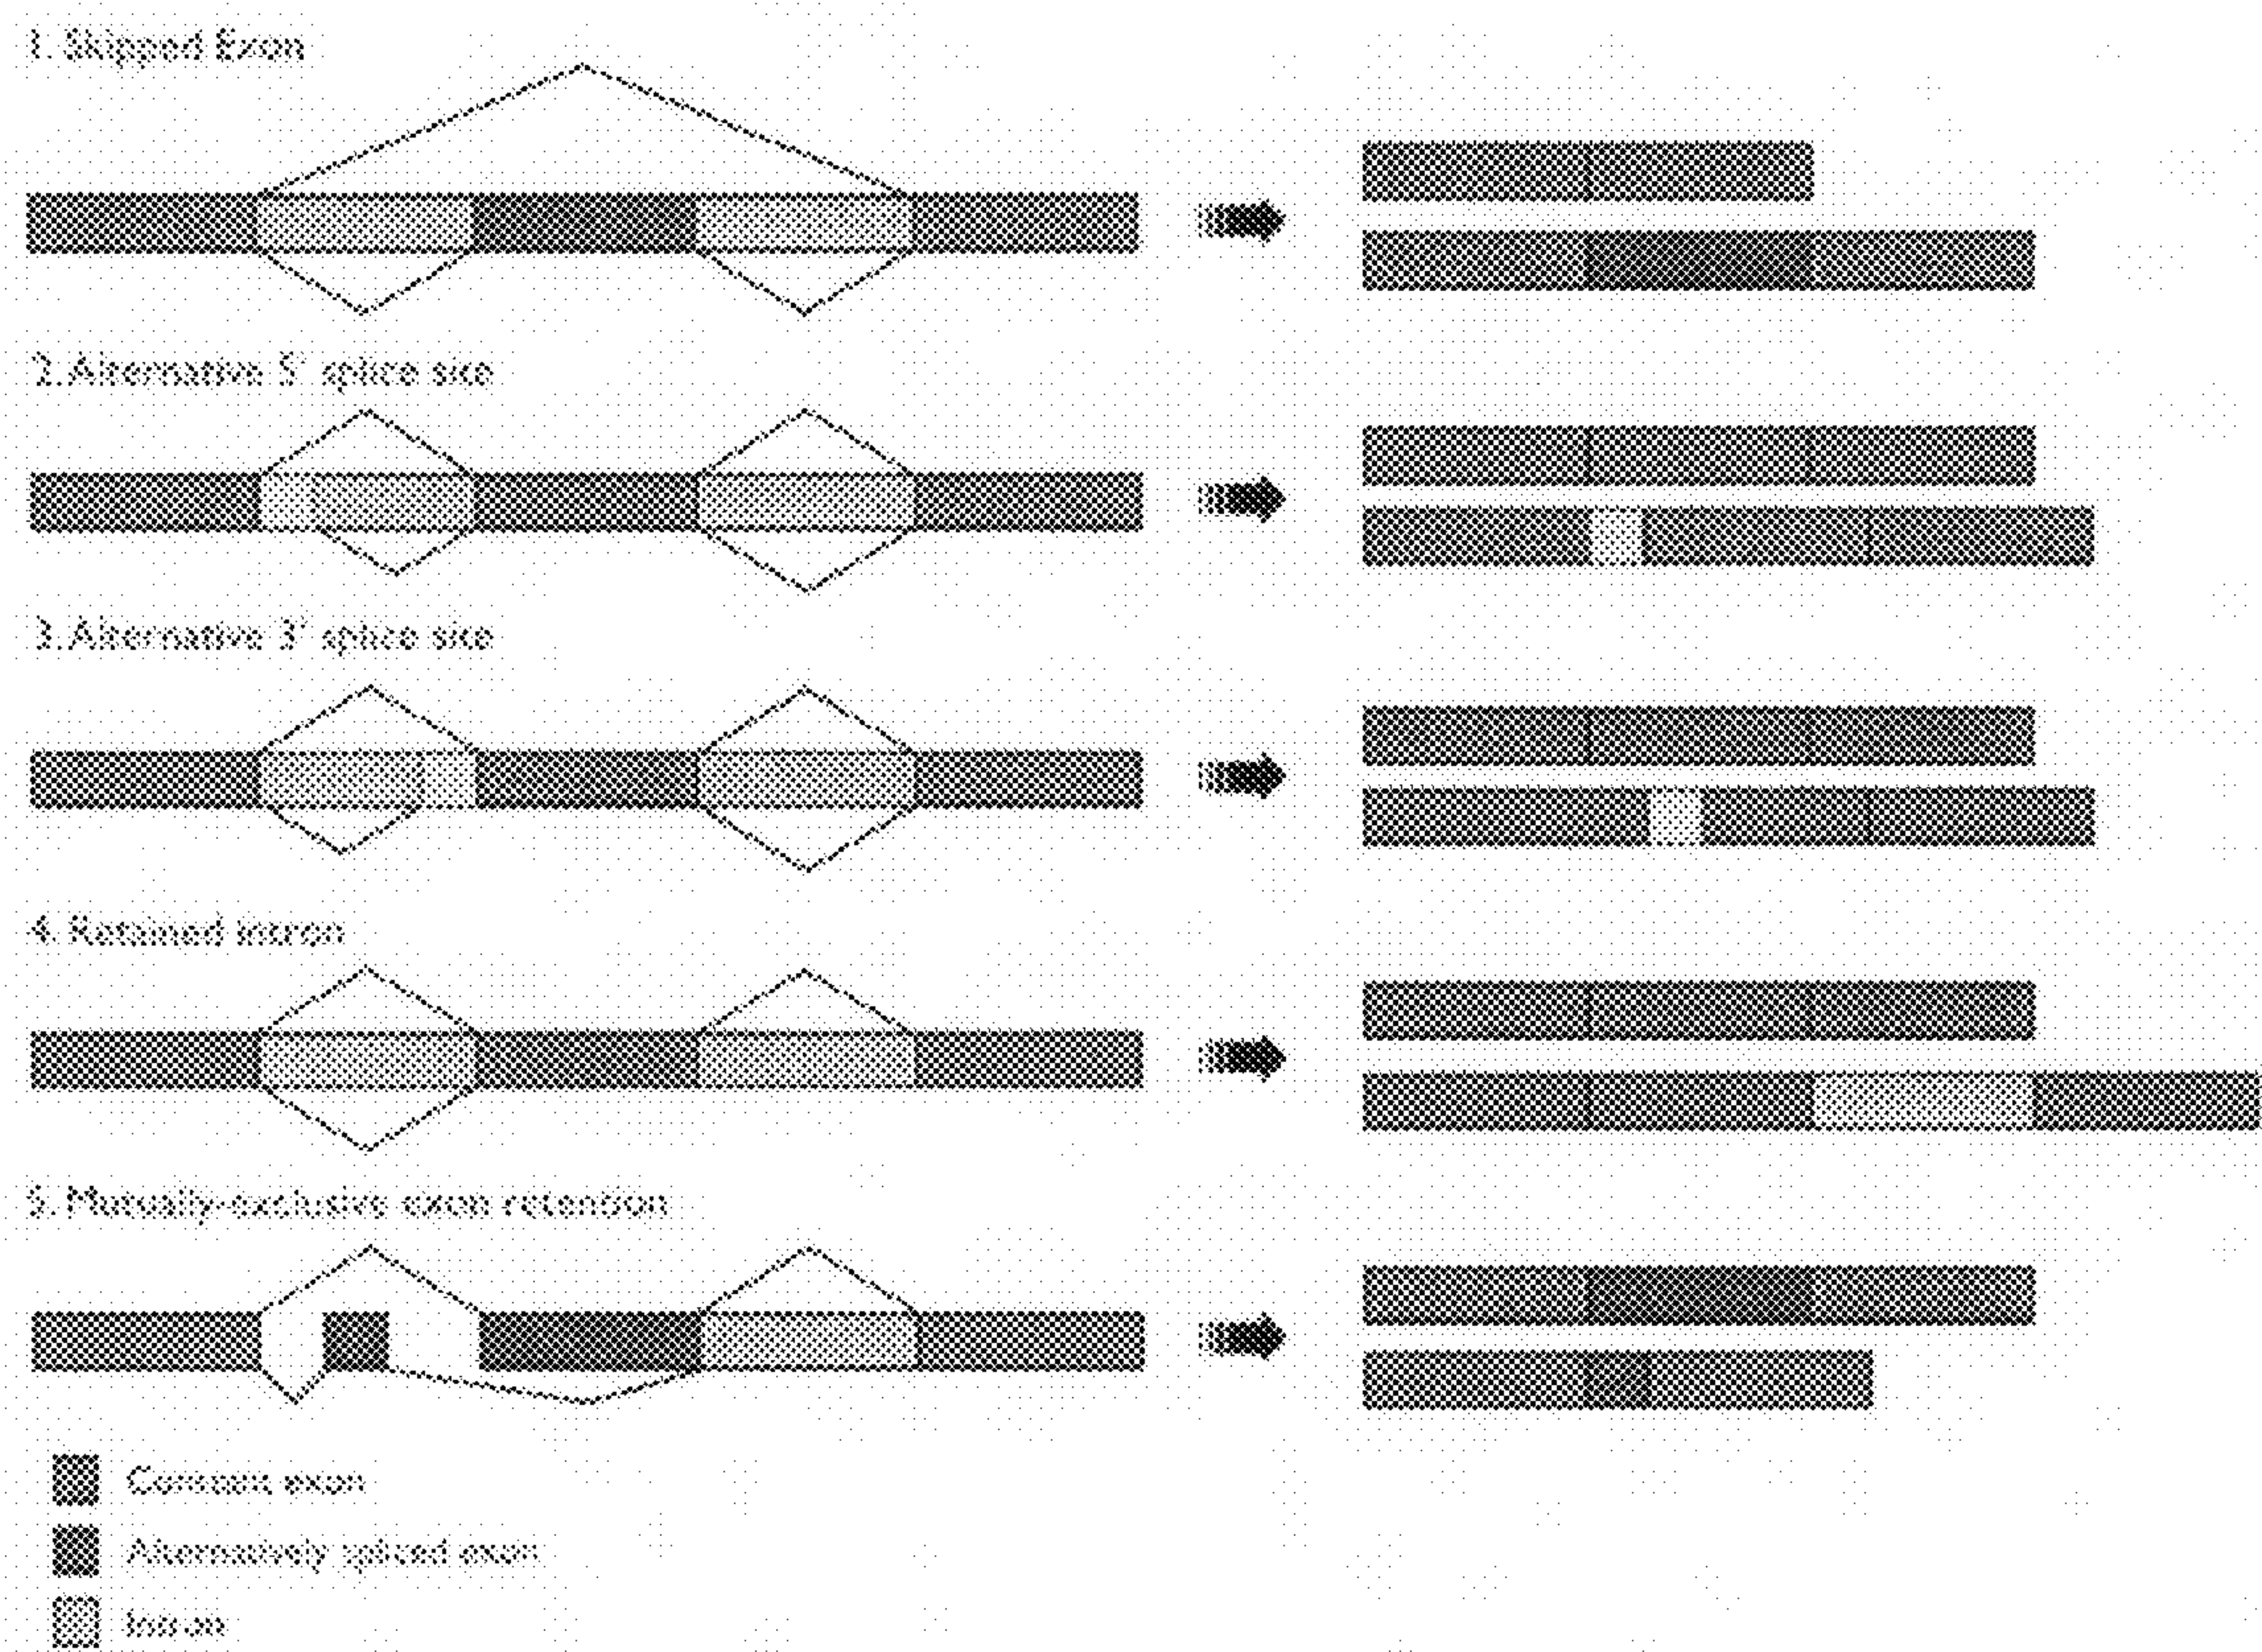 1. Skipped Exon
2. Alternative 5' splice site
3. Alternative 3' splice site
4. Retained intron
5. Mutually-exclusive exon retention
Common exon
Alternatively spliced exon
Intron